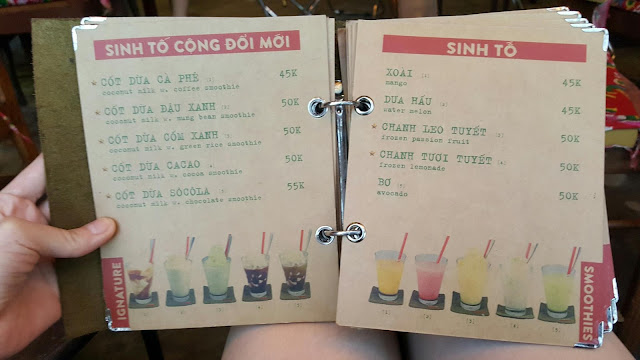 SINH TỐ CỘNG ĐỔI MỚI
CỐT DỪA CÀ PHÊ (1) 45K
coconut milk w. coffee smoothie
CỐT DỪA ĐẬU XANH 50K
coconut milk w. mung bean smoothie
CỐT DỪA CỐM XANH 50K
coconut milk w. green rice smoothie
CỐT DỪA CACAO 50K
coconut milk w. cocoa smoothie
CỐT DỪA SÔCÔLA 55K
coconut milk w. chocolate smoothie
IGNATURE
SINH TỐ
XOÀI 45K
mango
DƯA HẤU 45K
water melon
CHANH LEO TUYẾT 50K
frozen passion fruit
CHANH TƯƠI TUYẾT 50K
frozen lemonade
BƠ 50K
avocado
SMOOTHIES